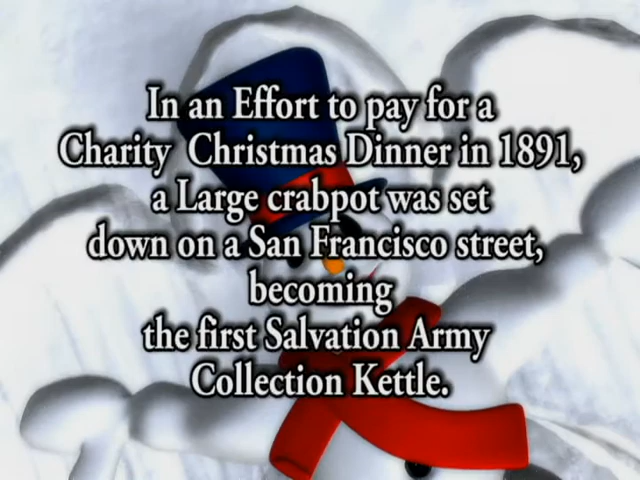 In an Effort to pay for a
Charity Christmas Dinner in 1891,
a Large crabpot was set
down on a San Francisco street,
becoming
the first Salvation Army
Collection Kettle.